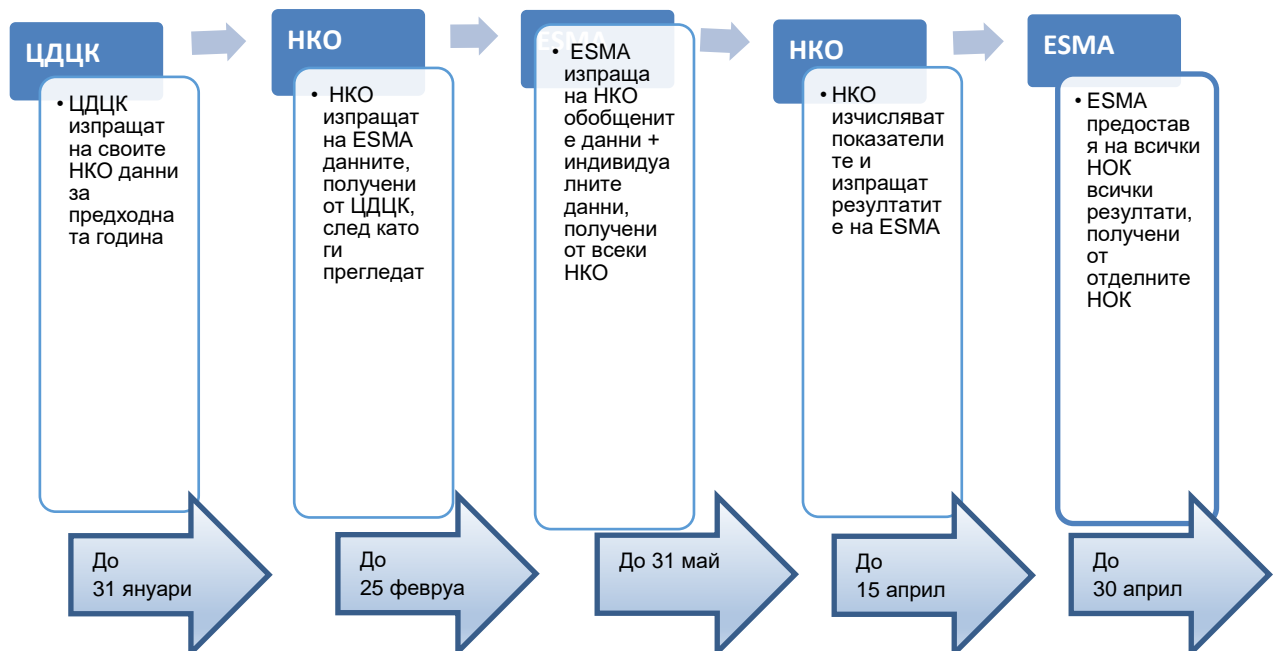 ЦДЦК
• ЦДЦК
изпращат
на своите
НКО данни
за
предходна
та година
До
31 януари
НКО
• НКО
изпращат
на ESMA
данните,
получени
от ЦДЦК,
след като
ги
прегледат
До
25 февруа
ESMA
• ESMA
изпраща
на НКО
обобщенит
е данни +
индивидуа
лните
данни,
получени
от всеки
НКО
До 31 май
НКО
• НКО
изчисляват
показатели
те и
изпращат
резултатит
е на ESMA
До
15 април
ESMA
• ESMA
предостав
я на всички
НОК
всички
резултати,
получени
от
отделните
НОК
До
30 април